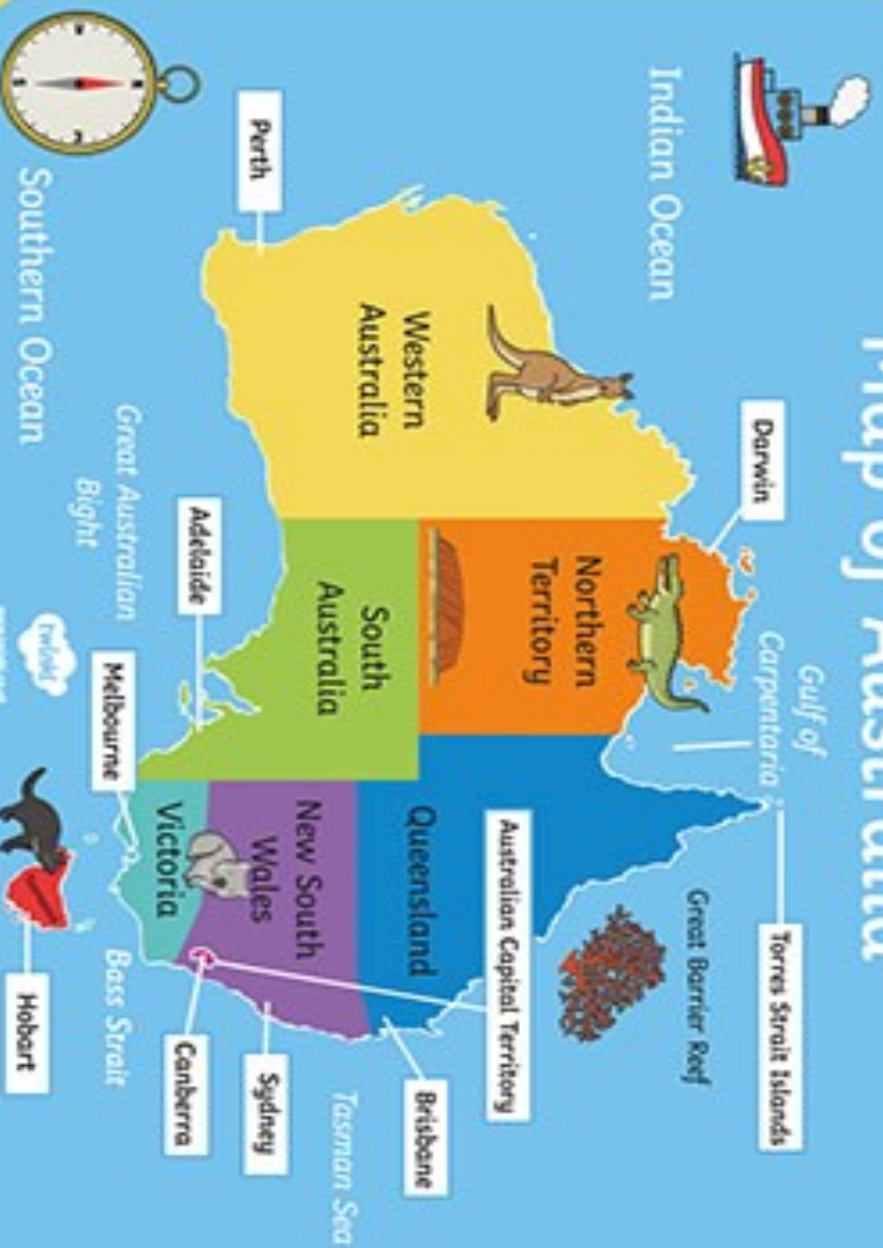 Map of Australia
Indian Ocean
Darwin
Gulf of
Carpentaria
Torres Strait Islands
Great Barrier Reef
Northern
Territory
Western
Australia
Queensland
Australian Capital Territory
South
Australia
New South
Wales
Brisbane
Perth
Adelaide
Victoria
Sydney
Tasman Sea
Canberra
Great Australian
Bight
Melbourne
Bass Strait
Southern Ocean
twinkl
Hobart